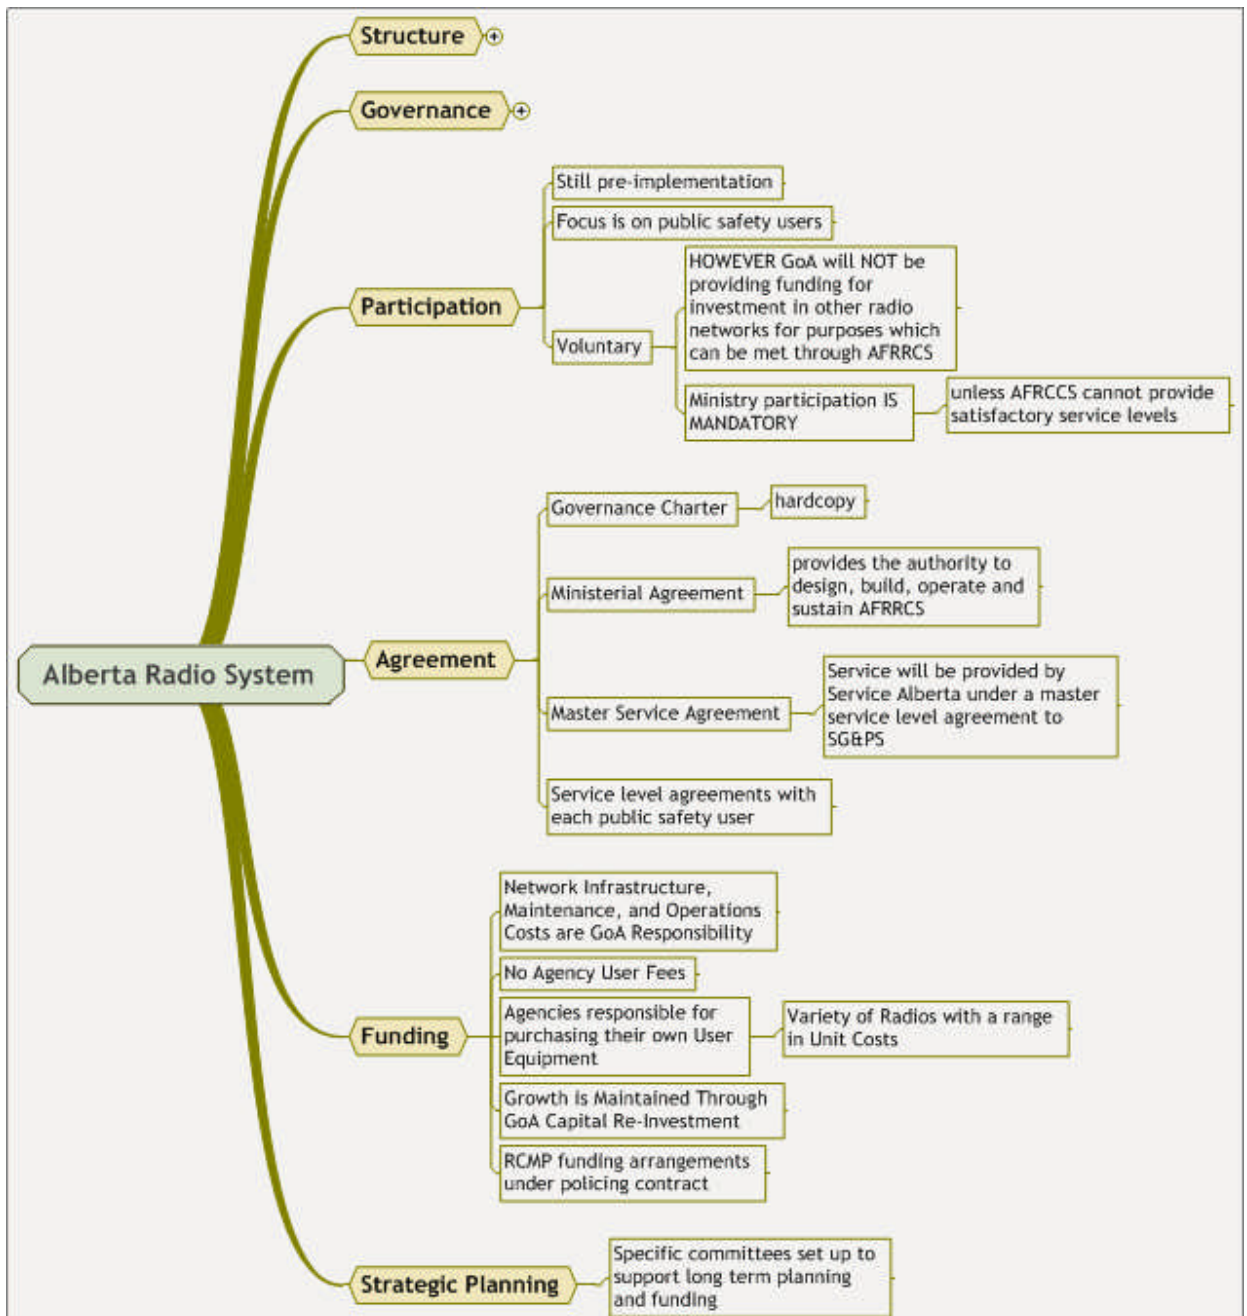 Structure
Governance
Participation
Still pre-implementation
Focus is on public safety users
Voluntary
HOWEVER GoA will NOT be
providing funding for
investment in other radio
networks for purposes which
can be met through AFRRCS
Ministry participation IS
MANDATORY
unless AFRCCS cannot provide
satisfactory service levels
Alberta Radio System
Agreement
Governance Charter
hardcopy
Ministerial Agreement
provides the authority to
design, build, operate and
sustain AFRRCS
Master Service Agreement
Service will be provided by
Service Alberta under a master
service level agreement to
SG&PS
Service level agreements with
each public safety user
Funding
Network Infrastructure,
Maintenance, and Operations
Costs are GoA Responsibility
No Agency User Fees
Agencies responsible for
purchasing their own User
Equipment
Variety of Radios with a range
in Unit Costs
Growth Is Maintained Through
GoA Capital Re-Investment
RCMP funding arrangements
under policing contract
Strategic Planning
Specific committees set up to
support long term planning
and funding